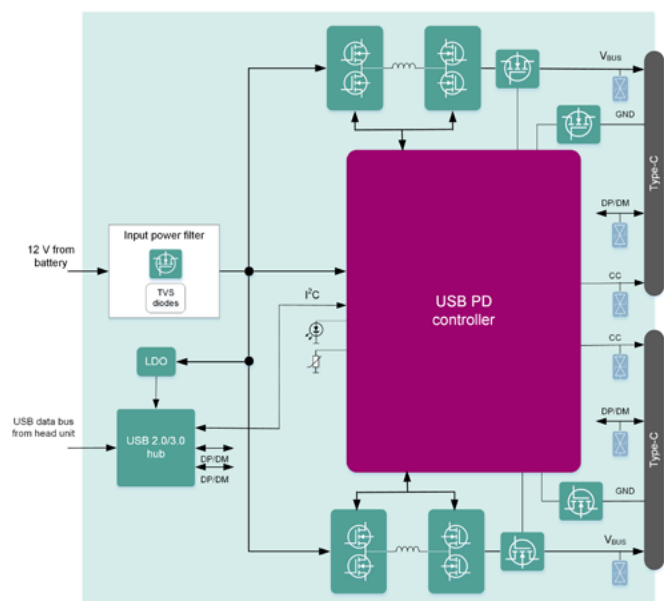 V_BUS
GND
Type-C
DP/DM
CC
Input power filter
TVS
diodes
12 V from
battery
I²C
USB PD
controller
CC
LDO
DP/DM
Type-C
USB data bus
from head unit
USB 2.0/3.0
hub
DP/DM
DP/DM
GND
V_BUS